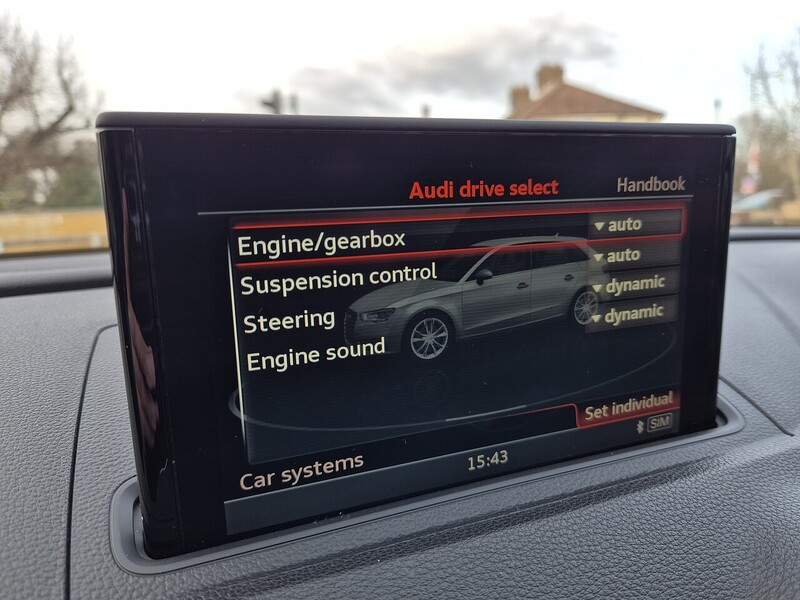 Audi drive select
Handbook
Engine/gearbox ▼ auto
Suspension control ▼ auto
Steering ▼ dynamic
Engine sound ▼ dynamic
Set individual
Car systems
15:43
SIM